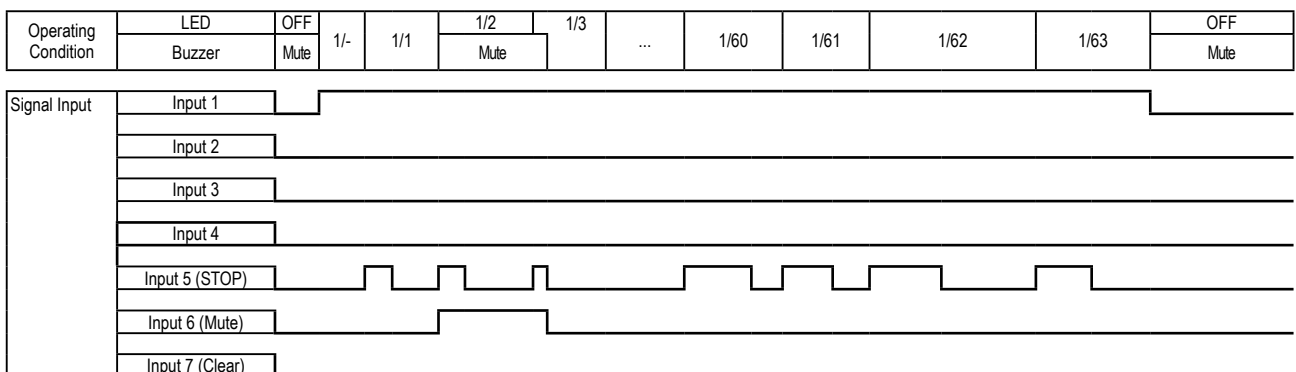 Operating Condition LED OFF 1/- 1/1 1/2 1/3 ... 1/60 1/61 1/62 1/63 OFF
Buzzer Mute Mute Mute
Signal Input Input 1
Input 2
Input 3
Input 4
Input 5 (STOP)
Input 6 (Mute)
Input 7 (Clear)